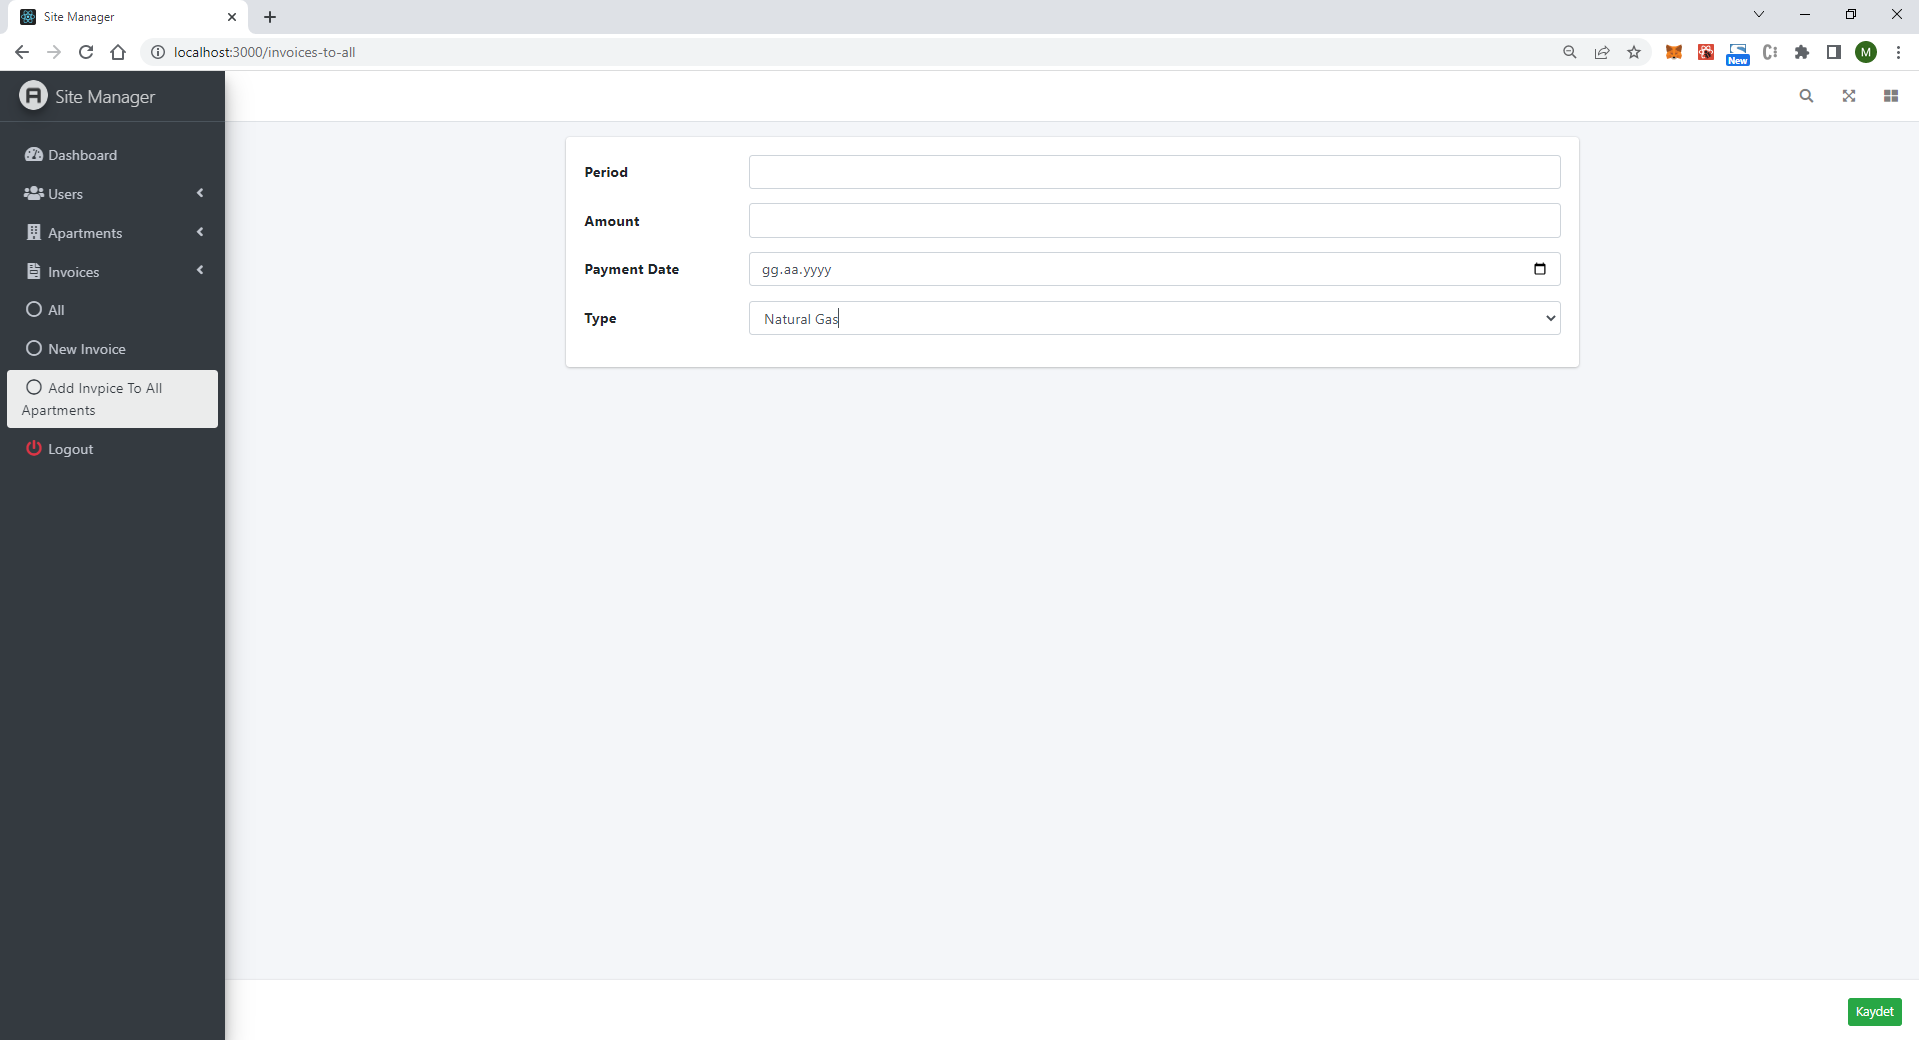 Site Manager
localhost:3000/invoices-to-all
New
M
A Site Manager
Dashboard
Users
Apartments
Invoices
All
New Invoice
Add Invpice To All
Apartments
Logout
Period
Amount
Payment Date
gg.aa.yyyy
Type
Natural Gas
Kaydet